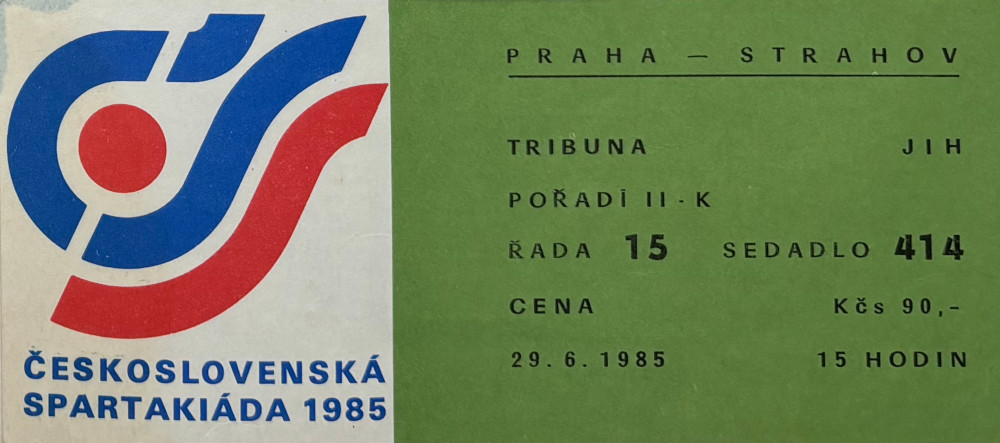 ČESKOSLOVENSKÁ
SPARTAKIÁDA 1985
PRAHA — STRAHOV
TRIBUNA JIH
POŘADÍ II - K
ŘADA 15 SEDADLO 414
CENA Kčs 90,-
29. 6. 1985 15 HODIN